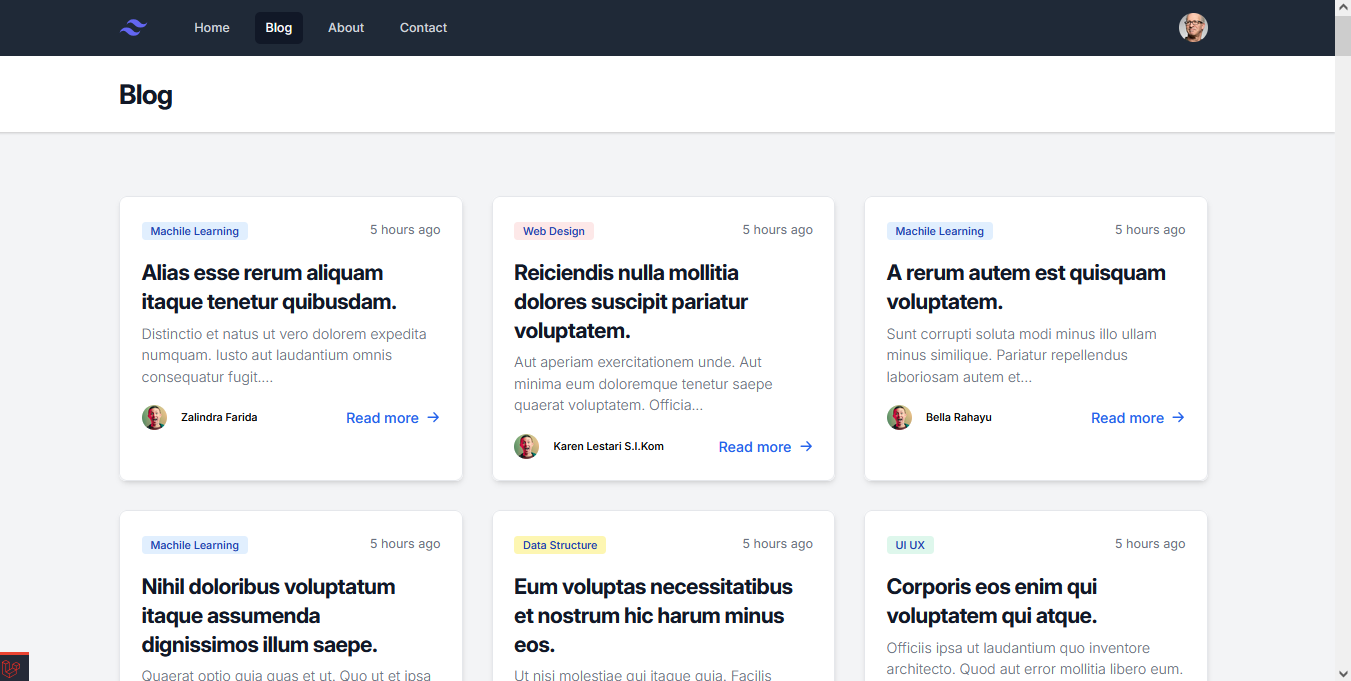 Home Blog About Contact
Blog
Machile Learning 5 hours ago
Alias esse rerum aliquam
itaque tenetur quibusdam.
Distinctio et natus ut vero dolorem expedita
numquam. Iusto aut laudantium omnis
consequatur fugit....
Zalindra Farida Read more →
Web Design 5 hours ago
Reiciendis nulla mollitia
dolores suscipit pariatur
voluptatem.
Aut aperiam exercitationem unde. Aut
minima eum doloremque tenetur saepe
quaerat voluptatem. Officia...
Karen Lestari S.I.Kom Read more →
Machile Learning 5 hours ago
A rerum autem est quisquam
voluptatem.
Sunt corrupti soluta modi minus illo ullam
minus similique. Pariatur repellendus
laboriosam autem et...
Bella Rahayu Read more →
Machile Learning 5 hours ago
Nihil doloribus voluptatum
itaque assumenda
dignissimos illum saepe.
Quaerat optio quia quas et ut. Quo ut et ipsa
Data Structure 5 hours ago
Eum voluptas necessitatibus
et nostrum hic harum minus
eos.
Ut nisi molestiae qui itaque quia. Facilis
UI UX 5 hours ago
Corporis eos enim qui
voluptatem qui atque.
Officiis ipsa ut laudantium quo inventore
architecto. Quod aut error mollitia libero eum.